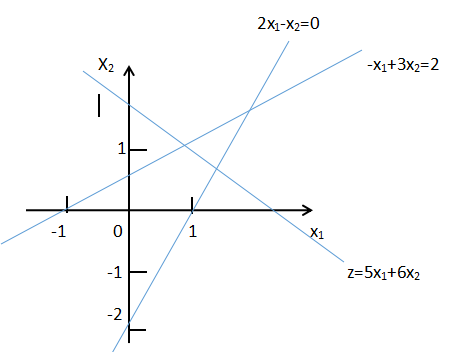 2x₁-x₂=0
-x₁+3x₂=2
X₂
1
-1
0
1
x₁
-1
z=5x₁+6x₂
-2